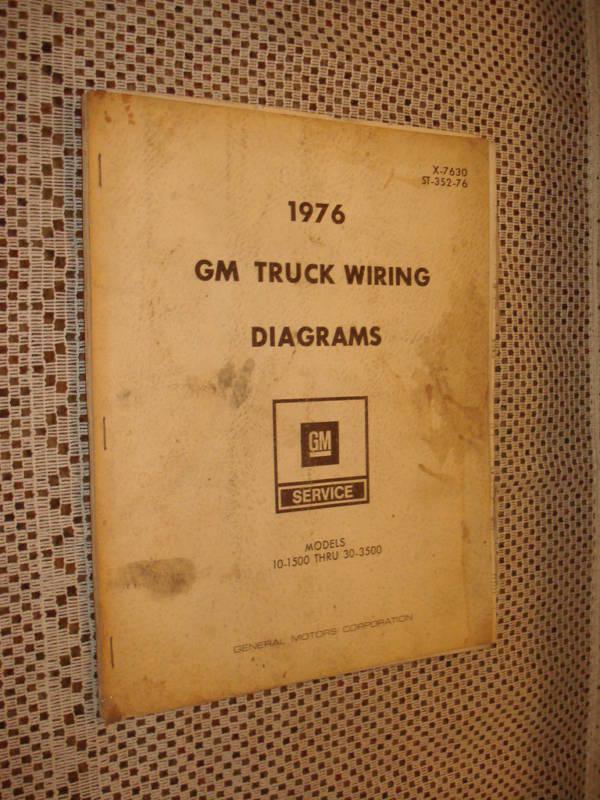 X-7630
ST-352-76
1976
GM TRUCK WIRING
DIAGRAMS
GM
SERVICE
MODELS
10-1500 THRU 30-3500
GENERAL MOTORS CORPORATION